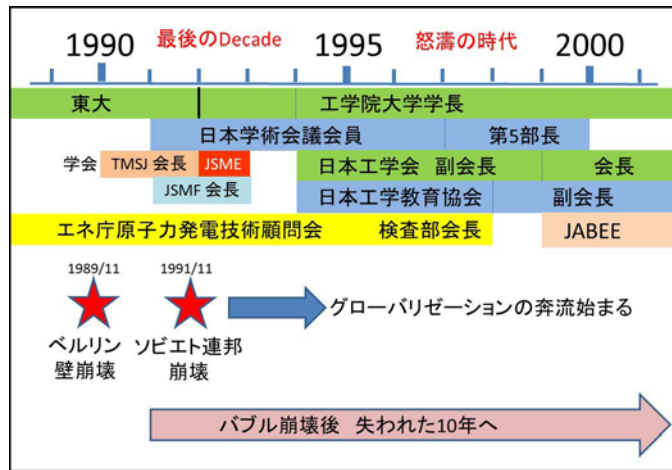 最後のDecade
怒濤の時代
1990
1995
2000
東大
工学院大学学長
日本学術会議会員
第5部長
学会
TMSJ 会長
JSME
日本工学会 副会長
会長
JSMF 会長
日本工学教育協会
副会長
エネ庁原子力発電技術顧問会
検査部会長
JABEE
1989/11
1991/11
グローバリゼーションの奔流始まる
ベルリン
壁崩壊
ソビエト連邦
崩壊
バブル崩壊後 失われた10年へ